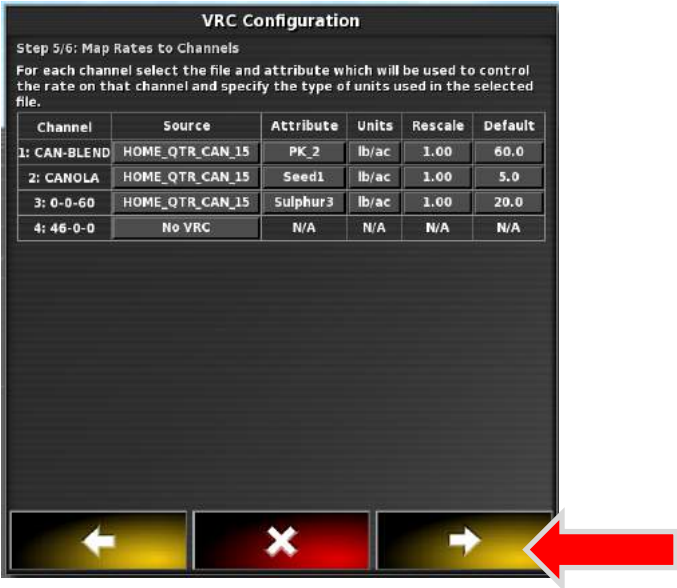 VRC Configuration
Step 5/6: Map Rates to Channels
For each channel select the file and attribute which will be used to control
the rate on that channel and specify the type of units used in the selected
file.
Channel Source Attribute Units Rescale Default
1: CAN-BLEND HOME_QTR_CAN_15 PK_2 lb/ac 1.00 60.0
2: CANOLA HOME_QTR_CAN_15 Seed1 lb/ac 1.00 5.0
3: 0-0-60 HOME_QTR_CAN_15 Sulphur3 lb/ac 1.00 20.0
4: 46-0-0 No VRC N/A N/A N/A N/A